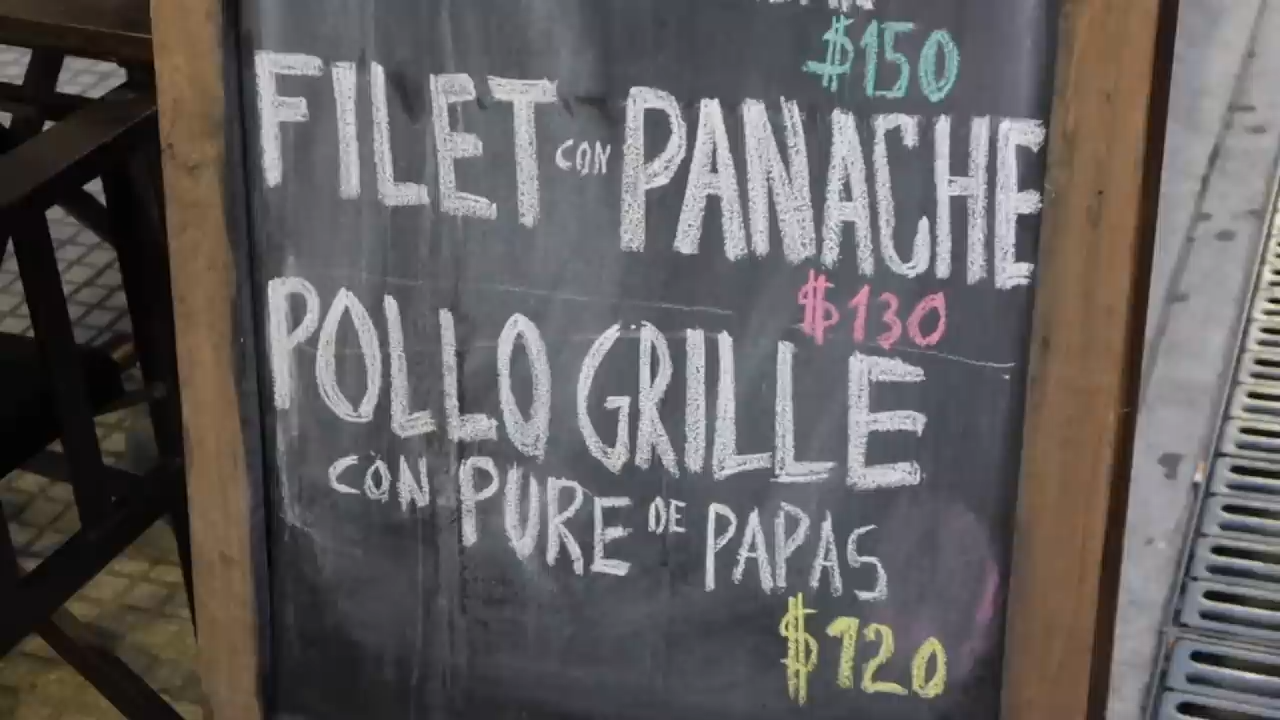 $150
FILET CON PANACHE
$130
POLLO GRILLE
CON PURE DE PAPAS
$120